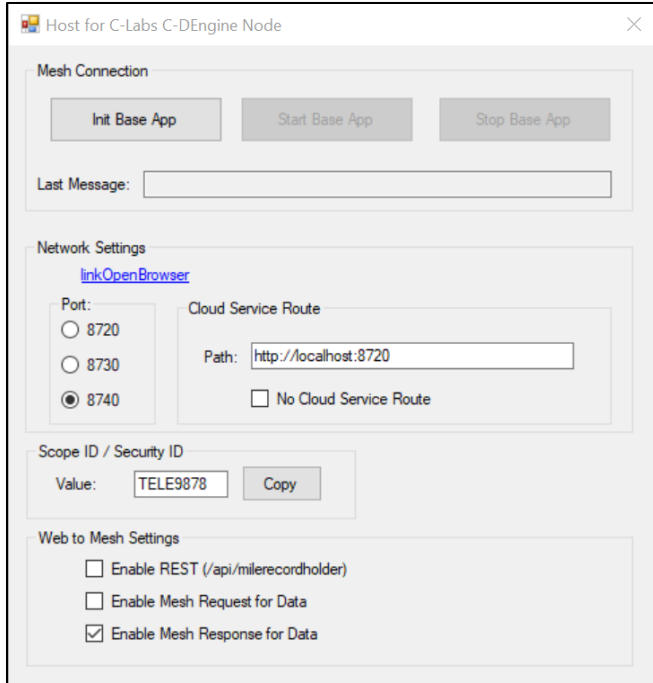 Host for C-Labs C-DEngine Node
Mesh Connection
Init Base App Start Base App Stop Base App
Last Message:
Network Settings
linkOpenBrowser
Port:
8720
8730
8740
Cloud Service Route
Path: http://localhost:8720
No Cloud Service Route
Scope ID / Security ID
Value: TELE9878 Copy
Web to Mesh Settings
Enable REST (/api/milerecordholder)
Enable Mesh Request for Data
Enable Mesh Response for Data